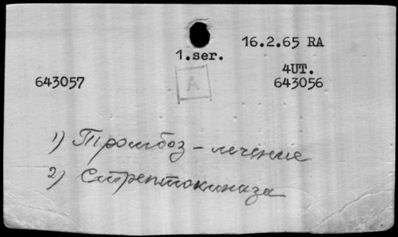 16.2.65 RA
1.ser.
4UT.
643057
A
643056
1) Тромбоз - лечение
2) Стрептокиназа